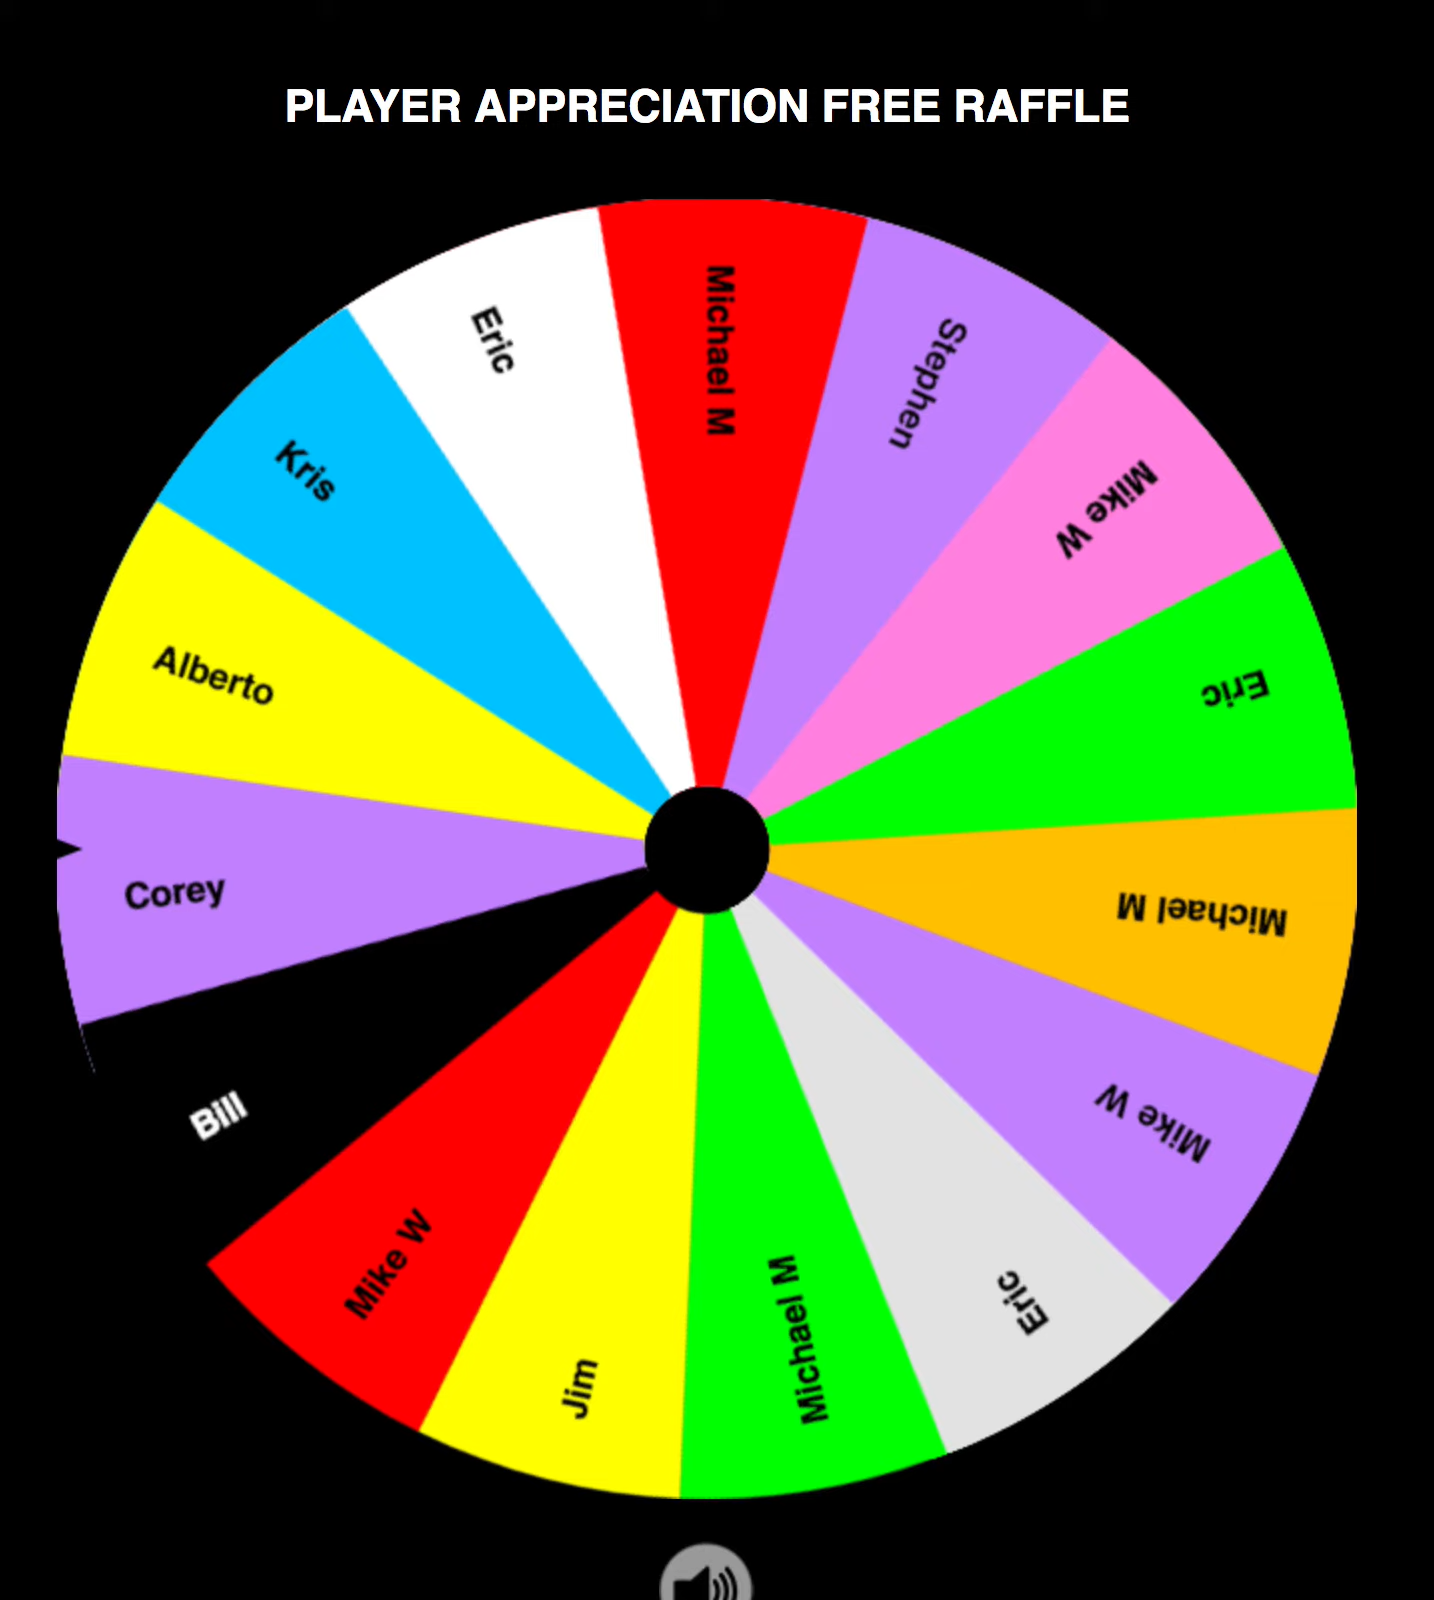 PLAYER APPRECIATION FREE RAFFLE
Michael M
Stephen
Mike W
Eric
Michael M
Mike W
Eric
Michael M
Jim
Mike W
Bill
Corey
Alberto
Kris
Eric